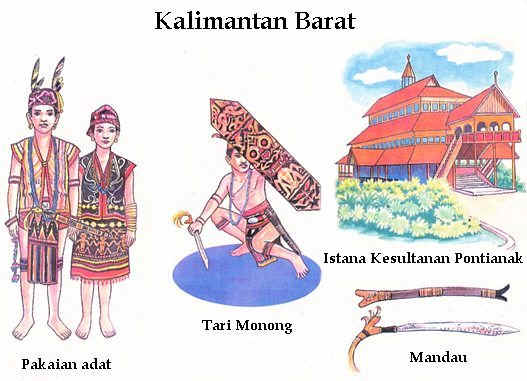 Kalimantan Barat
Istana Kesultanan Pontianak
Tari Monong
Mandau
Pakaian adat